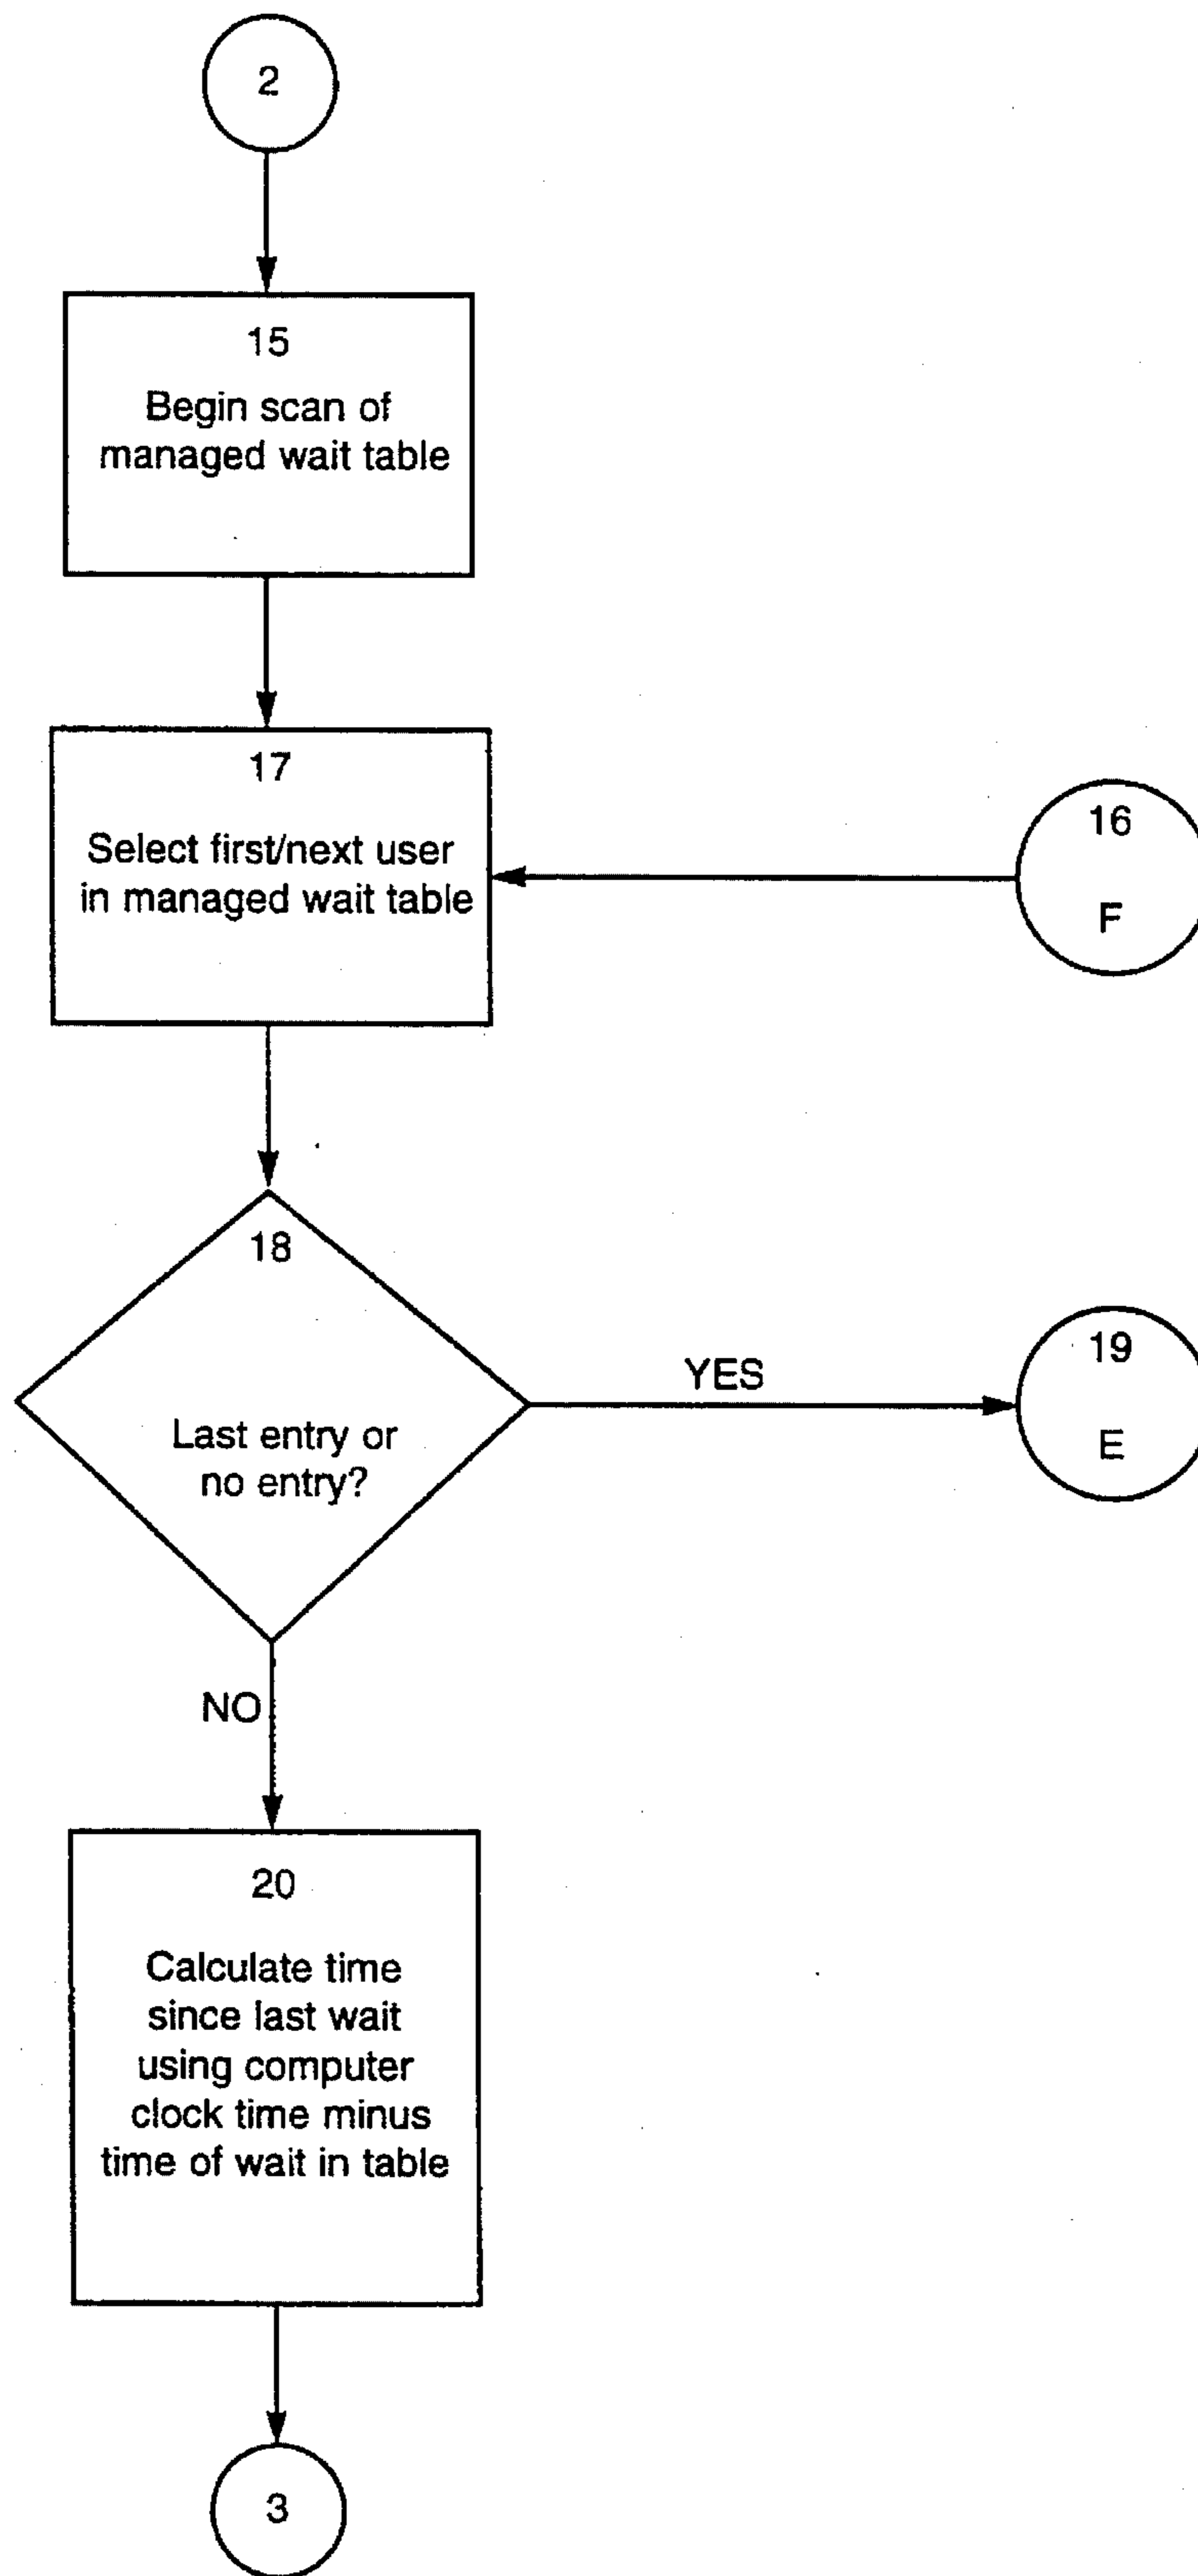 2
15
Begin scan of
managed wait table
17
Select first/next user
in managed wait table
16
F
18
Last entry or
no entry?
YES
19
E
NO
20
Calculate time
since last wait
using computer
clock time minus
time of wait in table
3